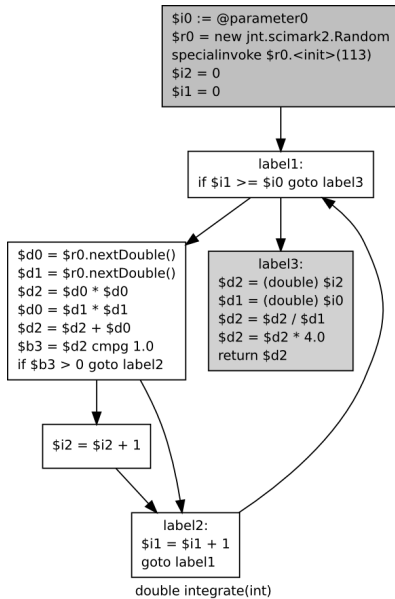 $i0 := @parameter0
$r0 = new jnt.scimark2.Random
specialinvoke $r0.<init>(113)
$i2 = 0
$i1 = 0
label1:
if $i1 >= $i0 goto label3
$d0 = $r0.nextDouble()
$d1 = $r0.nextDouble()
$d2 = $d0 * $d0
$d0 = $d1 * $d1
$d2 = $d2 + $d0
$b3 = $d2 cmpg 1.0
if $b3 > 0 goto label2
label3:
$d2 = (double) $i2
$d1 = (double) $i0
$d2 = $d2 / $d1
$d2 = $d2 * 4.0
return $d2
$i2 = $i2 + 1
label2:
$i1 = $i1 + 1
goto label1
double integrate(int)